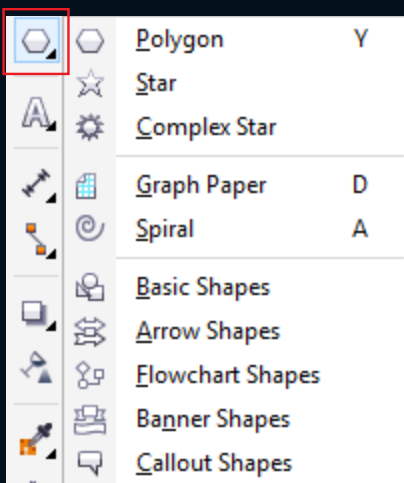 Polygon Y
Star
Complex Star
Graph Paper D
Spiral A
Basic Shapes
Arrow Shapes
Flowchart Shapes
Banner Shapes
Callout Shapes